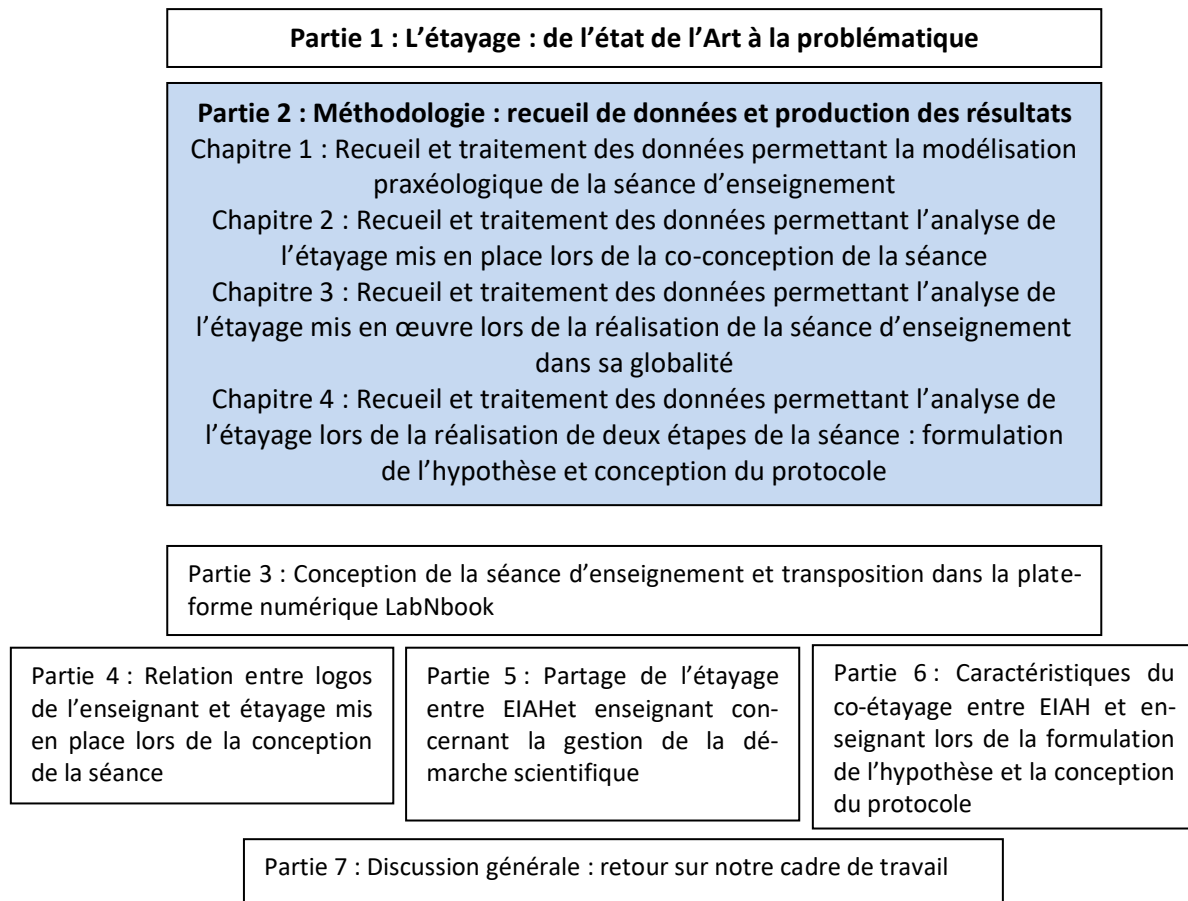 Partie 1 : L’étayage : de l’état de l’Art à la problématique
Partie 2 : Méthodologie : recueil de données et production des résultats
Chapitre 1 : Recueil et traitement des données permettant la modélisation
praxéologique de la séance d’enseignement
Chapitre 2 : Recueil et traitement des données permettant l’analyse de
l’étayage mis en place lors de la co-conception de la séance
Chapitre 3 : Recueil et traitement des données permettant l’analyse de
l’étayage mis en œuvre lors de la réalisation de la séance d’enseignement
dans sa globalité
Chapitre 4 : Recueil et traitement des données permettant l’analyse de
l’étayage lors de la réalisation de deux étapes de la séance : formulation
de l’hypothèse et conception du protocole
Partie 3 : Conception de la séance d’enseignement et transposition dans la plate-
forme numérique LabNbook
Partie 4 : Relation entre logos
de l’enseignant et étayage mis
en place lors de la conception
de la séance
Partie 5 : Partage de l’étayage
entre EIAHet enseignant con-
cernant la gestion de la dé-
marche scientifique
Partie 6 : Caractéristiques du
co-étayage entre EIAH et en-
seignant lors de la formulation
de l’hypothèse et la conception
du protocole
Partie 7 : Discussion générale : retour sur notre cadre de travail